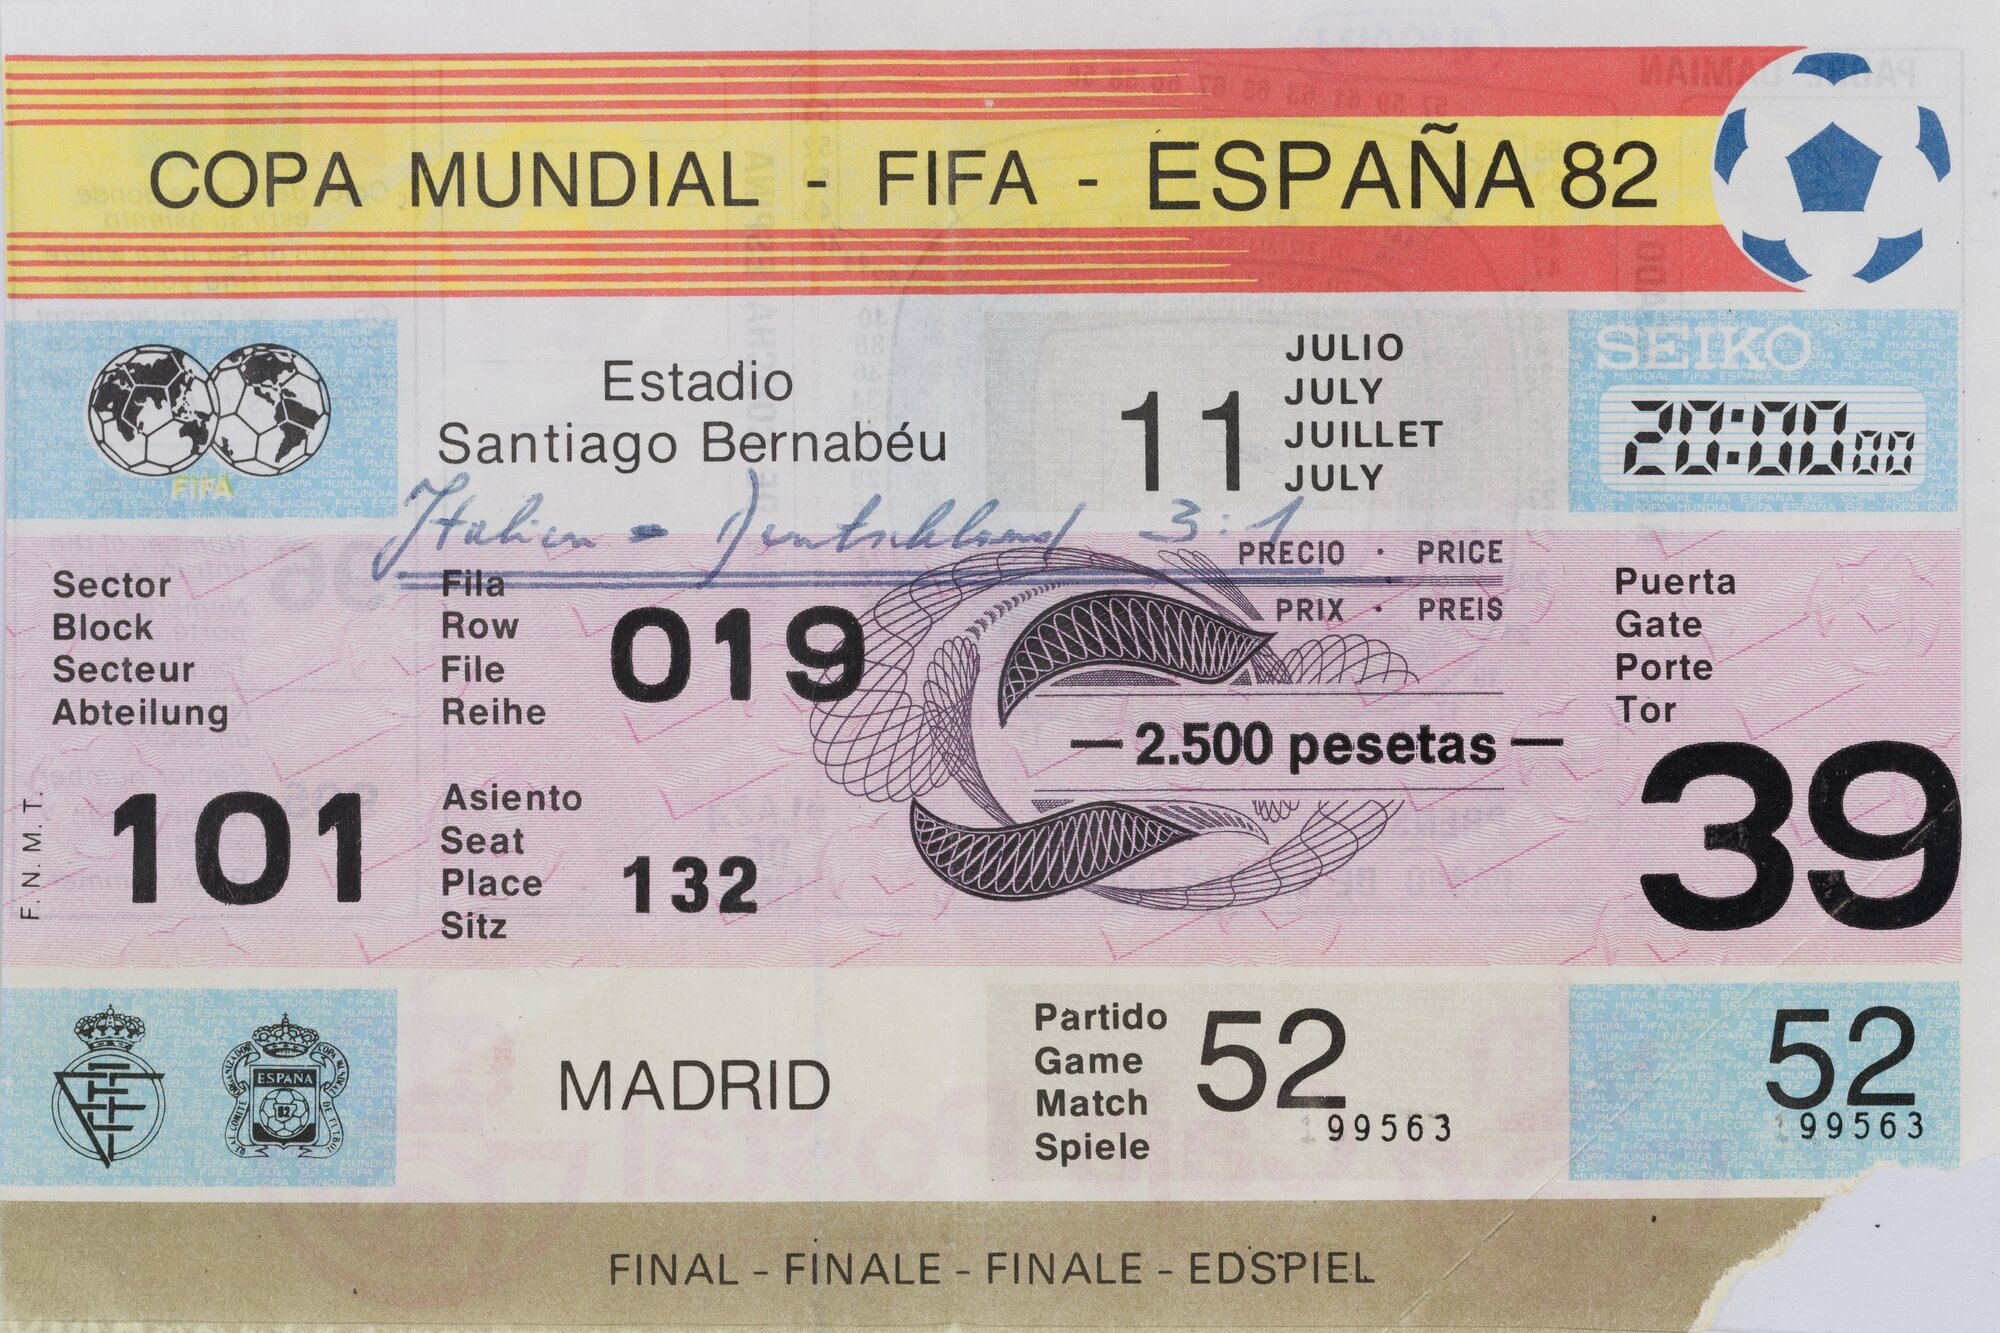 COPA MUNDIAL - FIFA - ESPAÑA 82
FIFA
Estadio
Santiago Bernabéu
11
JULIO
JULY
JUILLET
JULY
SEIKO
20:00 00
Italien - Deutschland 3:1
Sector
Block
Secteur
Abteilung
101
F.N.M.T.
Fila
Row
File
Reihe
019
Asiento
Seat
Place
Sitz
132
PRECIO · PRICE
PRIX · PREIS
— 2.500 pesetas —
Puerta
Gate
Porte
Tor
39
ESPAÑA
82
MADRID
Partido
Game
Match
Spiele
52
199563
52
199563
FINAL - FINALE - FINALE - EDSPIEL